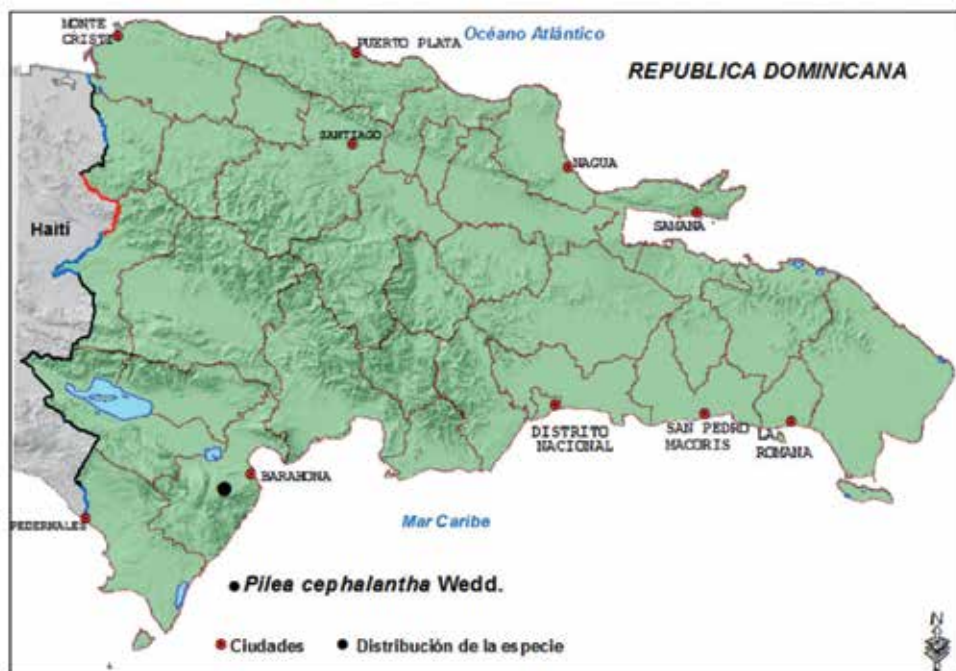 MONTE
CRISTI
PUERTO PLATA
Océano Atlántico
REPUBLICA DOMINICANA
SANTIAGO
NAGUA
SAMANA
Haití
DISTRITO
NACIONAL
SAN PEDRO
MACORIS
LA
ROMANA
BARAHONA
PEDERNALES
Mar Caribe
Pilea cephalantha Wedd.
Ciudades
Distribución de la especie
N